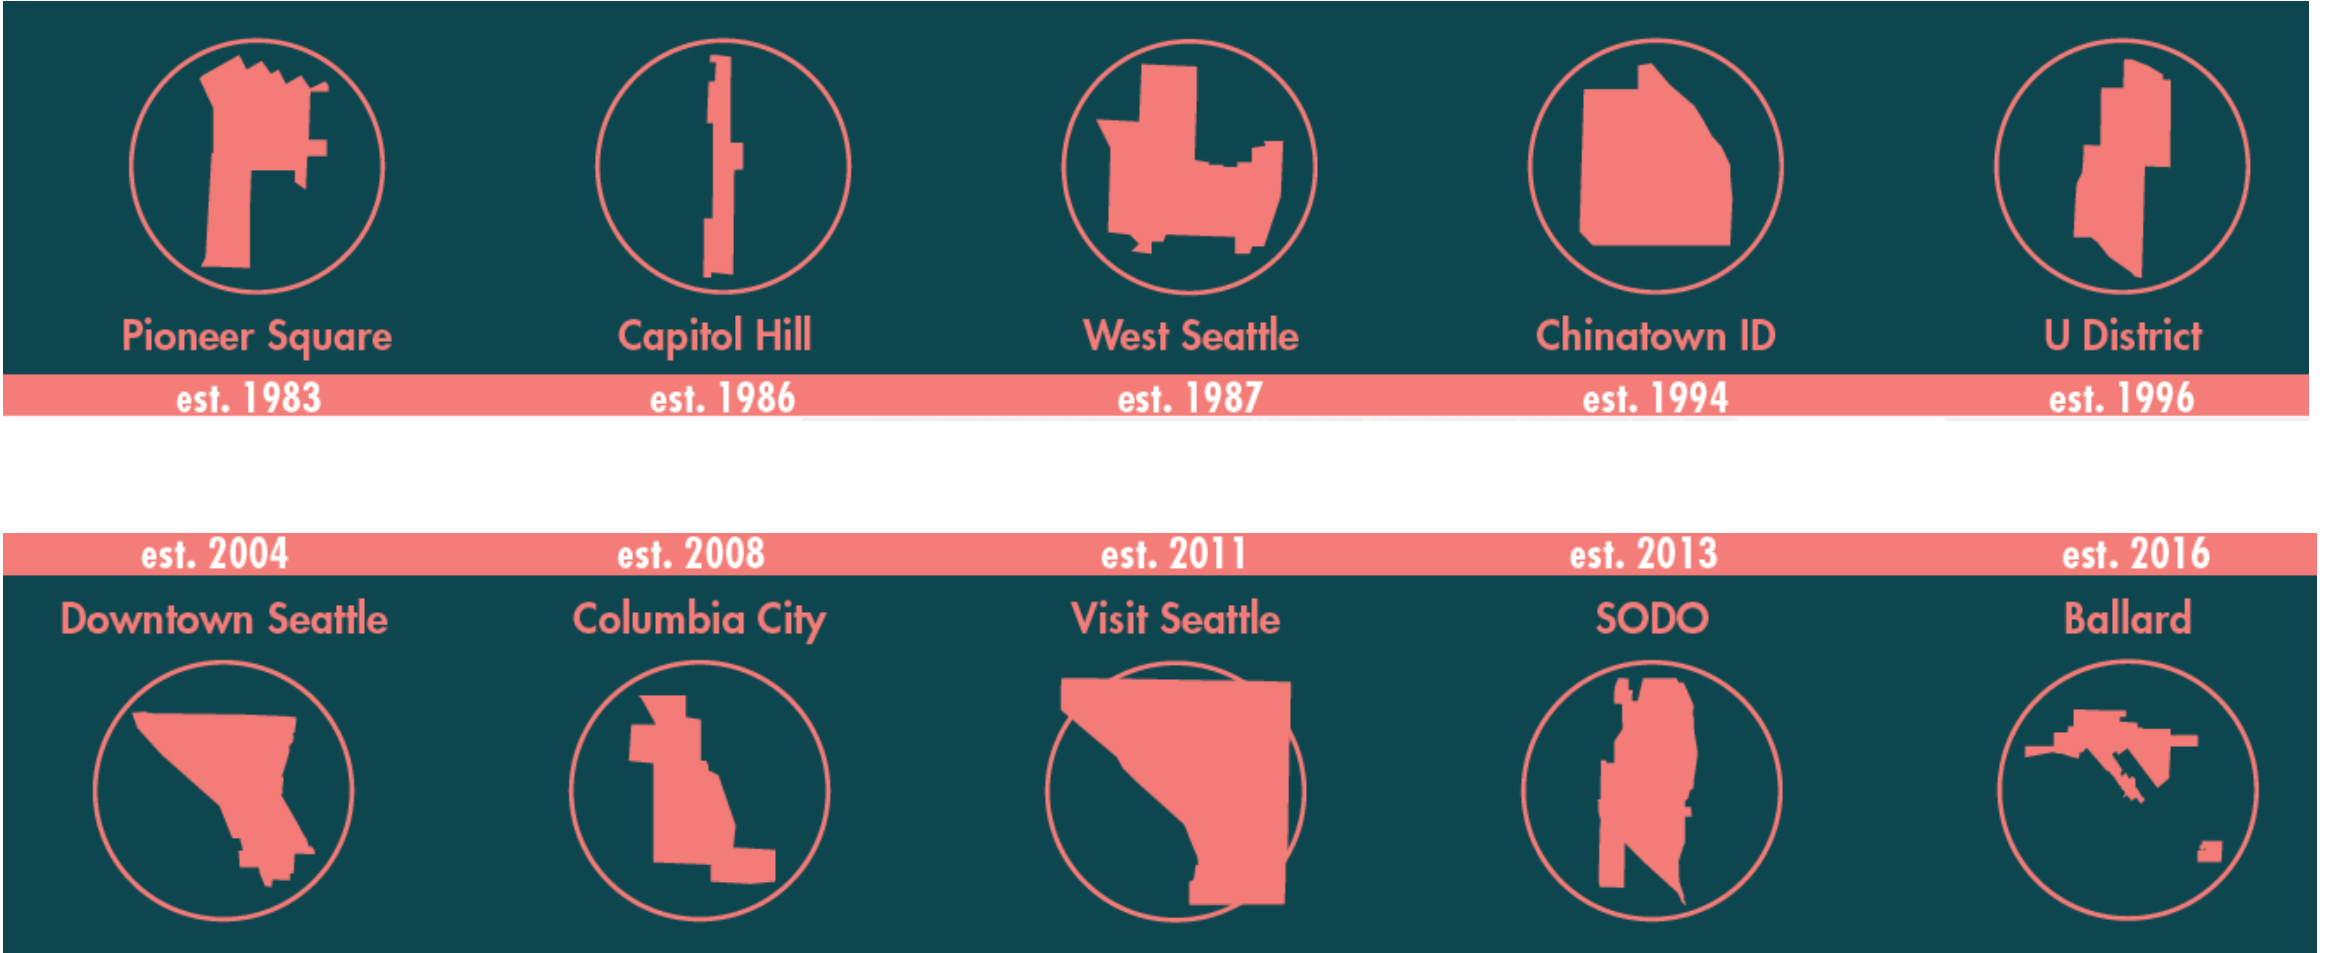 Pioneer Square
Capitol Hill
West Seattle
Chinatown ID
U District
est. 1983
est. 1986
est. 1987
est. 1994
est. 1996
est. 2004
est. 2008
est. 2011
est. 2013
est. 2016
Downtown Seattle
Columbia City
Visit Seattle
SODO
Ballard